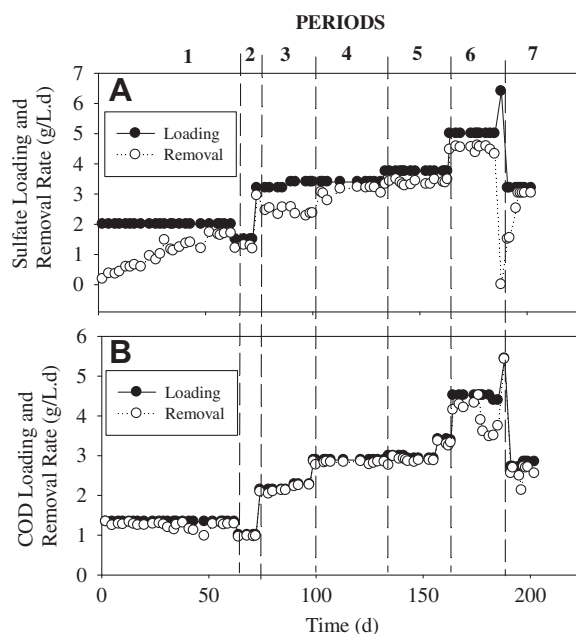 PERIODS
1 2 3 4 5 6 7
A
Loading
Removal
Sulfate Loading and
Removal Rate (g/L.d)
7
6
5
4
3
2
1
0
B
Loading
Removal
COD Loading and
Removal Rate (g/L.d)
6
5
4
3
2
1
0
0 50 100 150 200
Time (d)